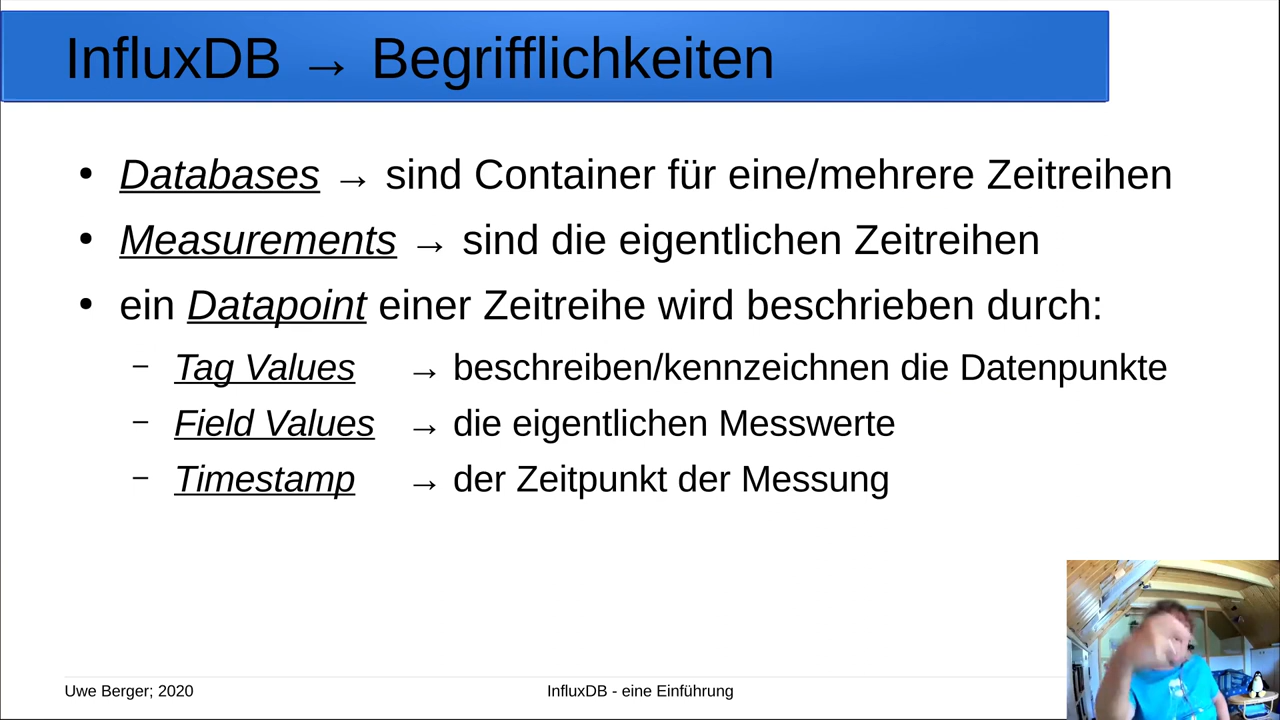 InfluxDB → Begrifflichkeiten
• Databases → sind Container für eine/mehrere Zeitreihen
• Measurements → sind die eigentlichen Zeitreihen
• ein Datapoint einer Zeitreihe wird beschrieben durch:
– Tag Values → beschreiben/kennzeichnen die Datenpunkte
– Field Values → die eigentlichen Messwerte
– Timestamp → der Zeitpunkt der Messung
Uwe Berger; 2020 InfluxDB - eine Einführung